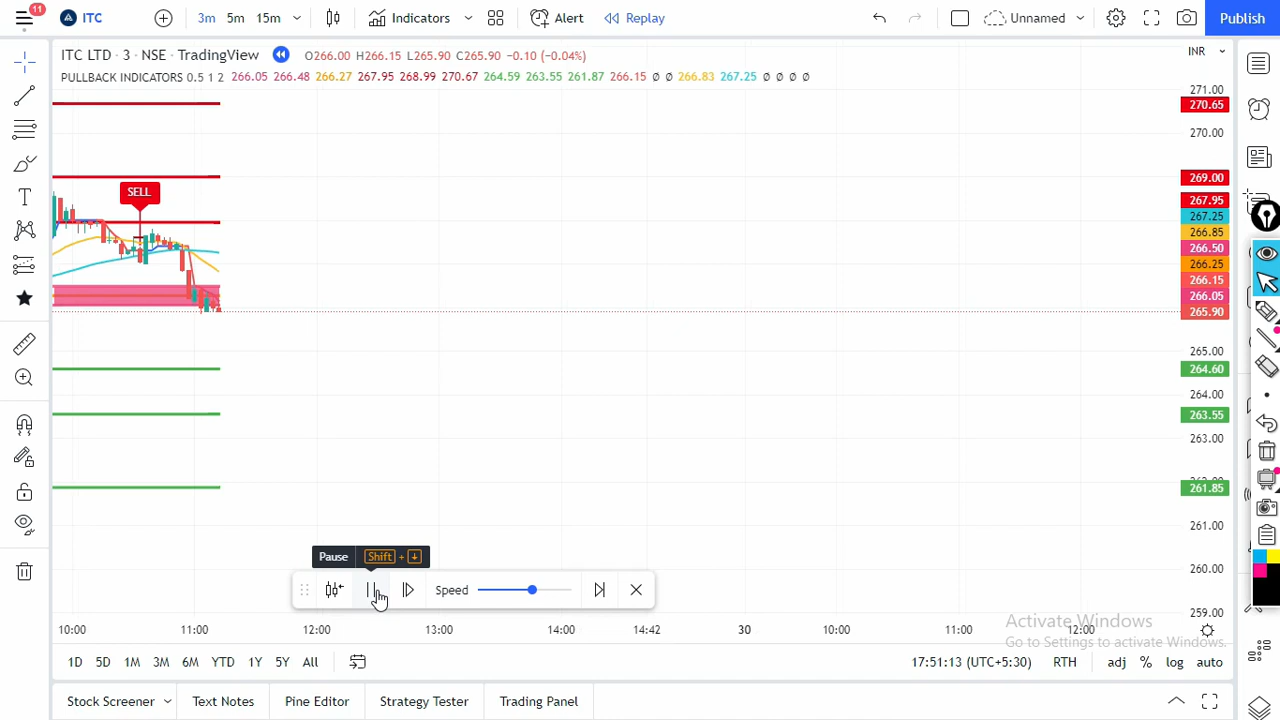 11
ITC
3m 5m 15m
Indicators
Alert
Replay
Unnamed
Publish
ITC LTD · 3 · NSE · TradingView
O266.00 H266.15 L265.90 C265.90 −0.10 (−0.04%)
INR
PULLBACK INDICATORS 0.5 1 2 266.05 266.48 266.27 267.95 268.99 270.67 264.59 263.55 261.87 266.15 ∅ ∅ 266.83 267.25 ∅ ∅ ∅ ∅
271.00
270.65
270.00
269.00
SELL
267.95
267.25
266.85
266.50
266.25
266.15
266.05
265.90
265.00
264.60
264.00
263.55
263.00
261.85
261.00
260.00
259.00
Pause Shift + ↓
Speed
Activate Windows
Go to Settings to activate Windows.
10:00 11:00 12:00 13:00 14:00 14:42 30 10:00 11:00 12:00
1D 5D 1M 3M 6M YTD 1Y 5Y All
17:51:13 (UTC+5:30) RTH adj % log auto
Stock Screener Text Notes Pine Editor Strategy Tester Trading Panel